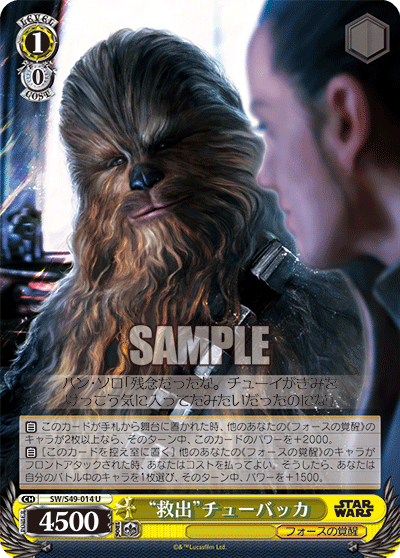 LEVEL
1
0
COST
SAMPLE
ハン・ソロ「残念だったな。チューイがきみを
けっこう気に入ってたみたいだったのにな」
自 このカードが手札から舞台に置かれた時、他のあなたの《フォースの覚醒》の
キャラが2枚以上なら、そのターン中、このカードのパワーを+2000。
自 [このカードを控え室に置く] 他のあなたの《フォースの覚醒》のキャラが
フロントアタックされた時、あなたはコストを払ってよい。そうしたら、あなたは
自分のバトル中のキャラを1枚選び、そのターン中、パワーを+1500。
CH SW/S49-014 U
POWER
4500
“救出”チューバッカ
STAR WARS
フォースの覚醒
©&™Lucasfilm Ltd.